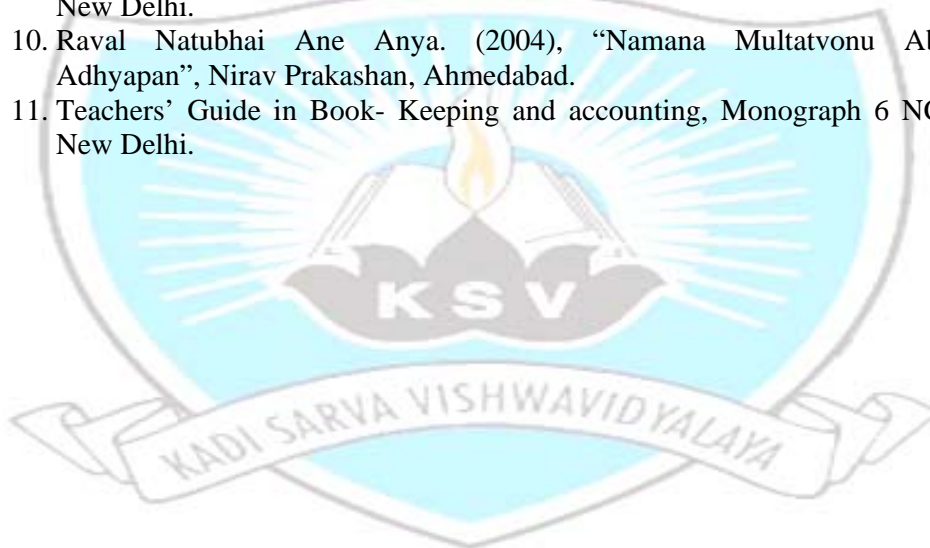 New Delhi.
10. Raval Natubhai Ane Anya. (2004), “Namana Multatvonu
Adhyapan”, Nirav Prakashan, Ahmedabad.
11. Teachers’ Guide in Book- Keeping and accounting, Monograph 6
New Delhi.
KSV
KADI SARVA VISHWAVIDYALAYA